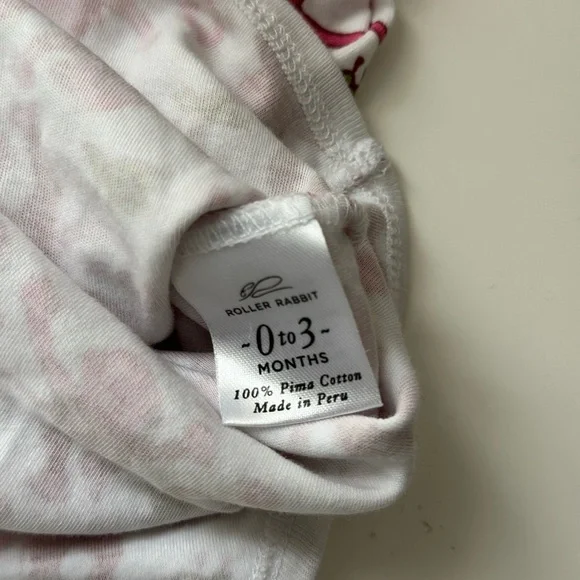 ROLLER RABBIT
-0 to 3-
MONTHS
100% Pima Cotton
Made in Peru